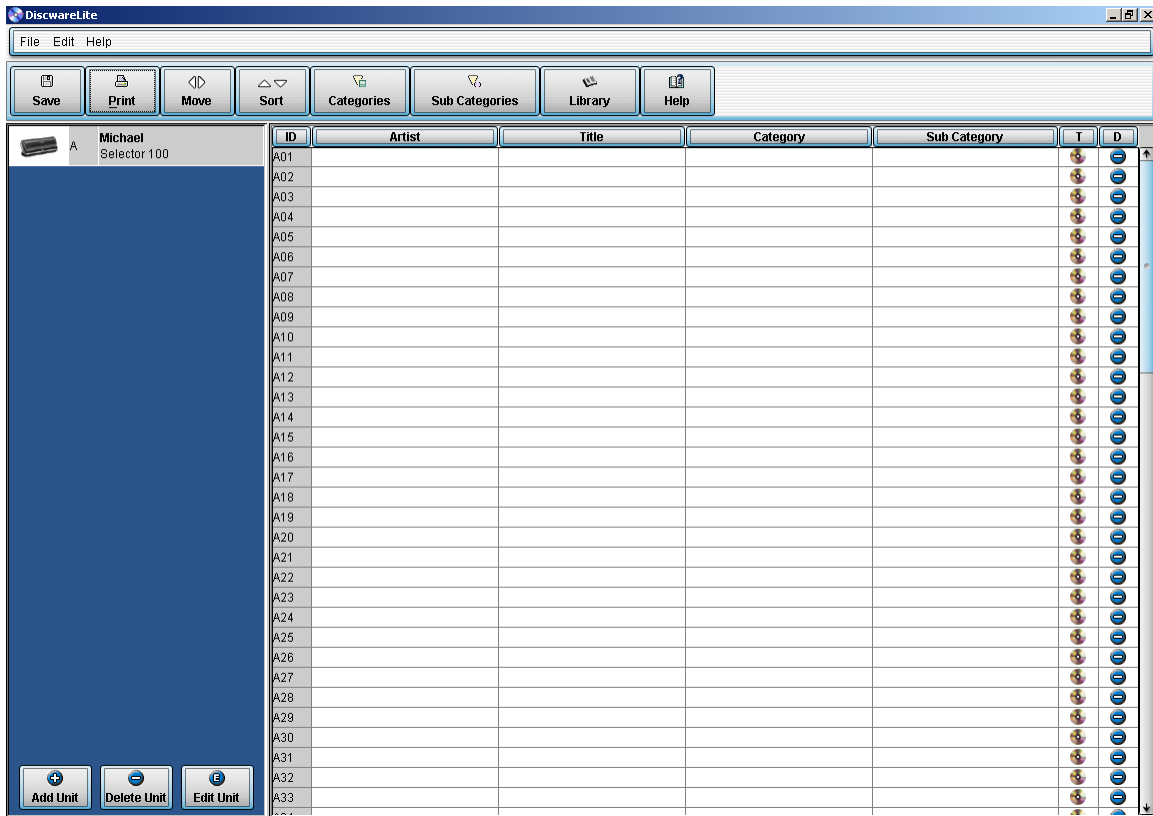 DiscwareLite
File Edit Help
Save Print Move Sort Categories Sub Categories Library Help
A Michael
Selector 100
ID Artist Title Category Sub Category T D
A01
A02
A03
A04
A05
A06
A07
A08
A09
A10
A11
A12
A13
A14
A15
A16
A17
A18
A19
A20
A21
A22
A23
A24
A25
A26
A27
A28
A29
A30
A31
A32
A33
E
Add Unit Delete Unit Edit Unit